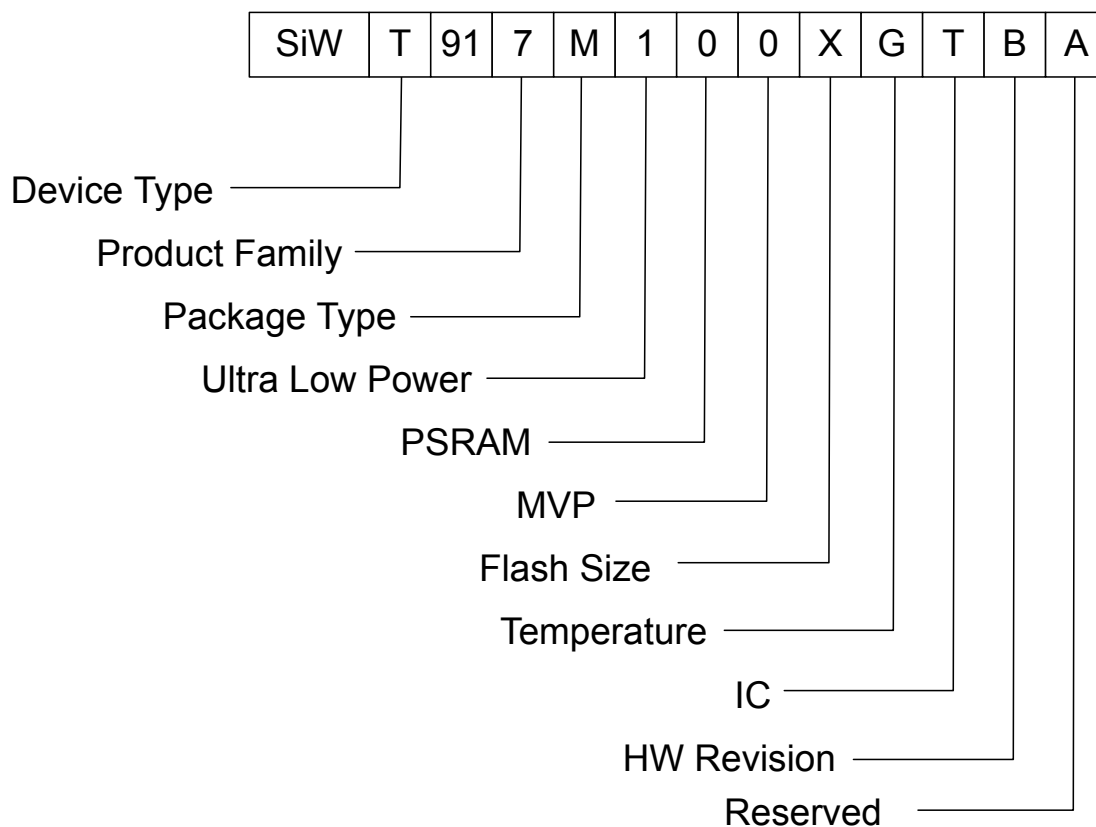 SiW T 91 7 M 1 0 0 X G T B A
Device Type
Product Family
Package Type
Ultra Low Power
PSRAM
MVP
Flash Size
Temperature
IC
HW Revision
Reserved